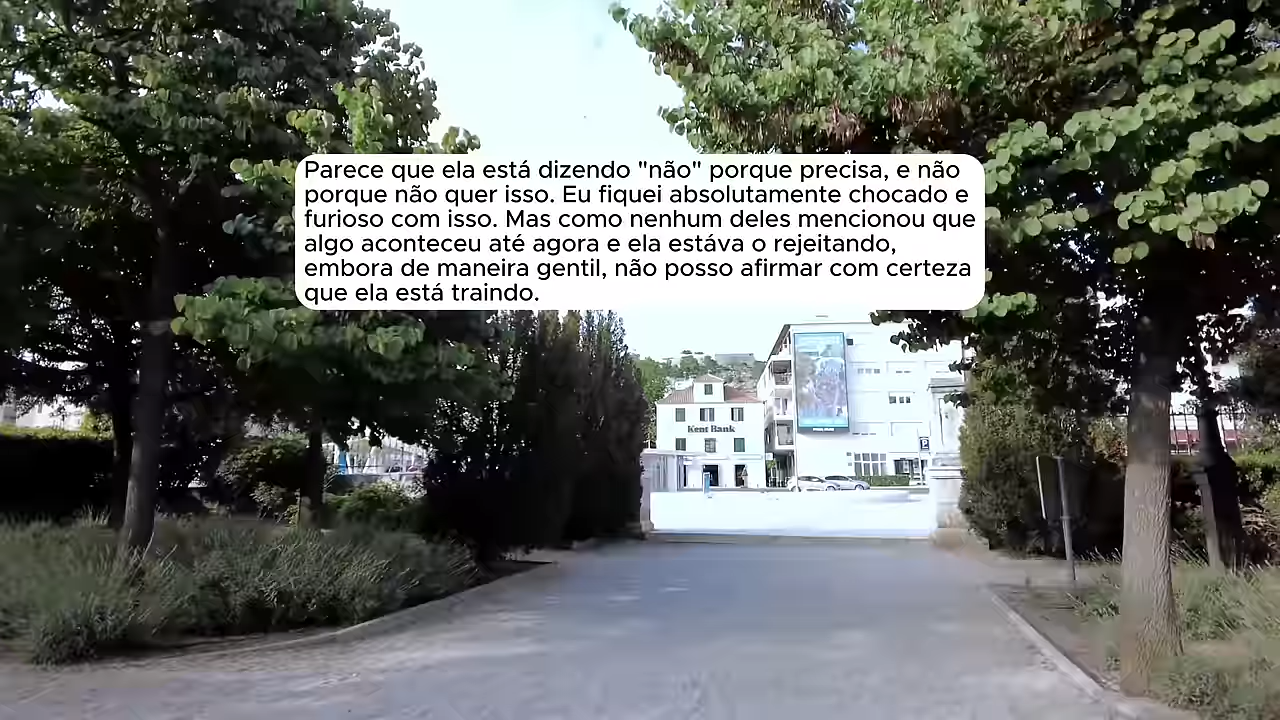 Parece que ela está dizendo "não" porque precisa, e não
porque não quer isso. Eu fiquei absolutamente chocado e
furioso com isso. Mas como nenhum deles mencionou que
algo aconteceu até agora e ela estáva o rejeitando,
embora de maneira gentil, não posso afirmar com certeza
que ela está traindo.
Kent Bank
P